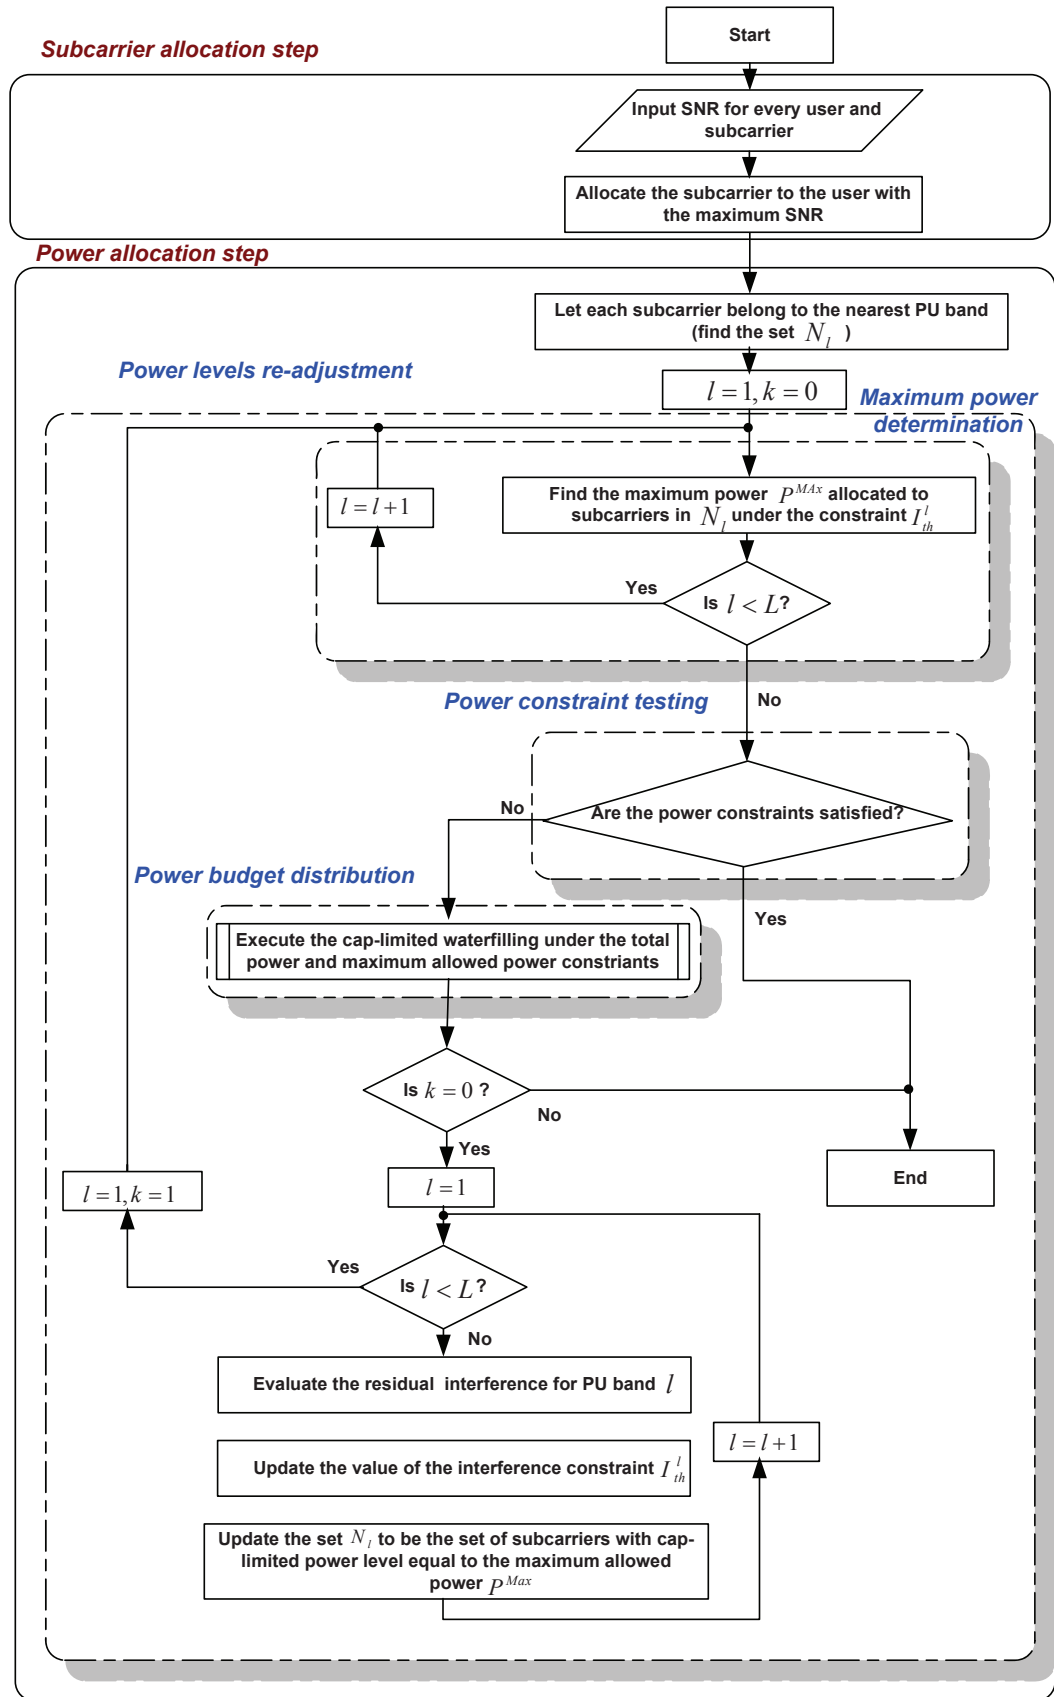 Start
Subcarrier allocation step
Input SNR for every user and
subcarrier
Allocate the subcarrier to the user with
the maximum SNR
Power allocation step
Let each subcarrier belong to the nearest PU band
(find the set N_l )
Power levels re-adjustment
l = 1, k = 0
Maximum power
determination
l = l + 1
Find the maximum power P^{MAx} allocated to
subcarriers in N_l under the constraint I_{th}^l
Yes
Is l < L?
No
Power constraint testing
Are the power constraints satisfied?
No
Yes
Power budget distribution
Execute the cap-limited waterfilling under the total
power and maximum allowed power constriants
Is k = 0 ?
No
Yes
l = 1, k = 1
l = 1
End
Yes
Is l < L?
No
Evaluate the residual interference for PU band l
l = l + 1
Update the value of the interference constraint I_{th}^l
Update the set N_l to be the set of subcarriers with cap-
limited power level equal to the maximum allowed
power P^{Max}